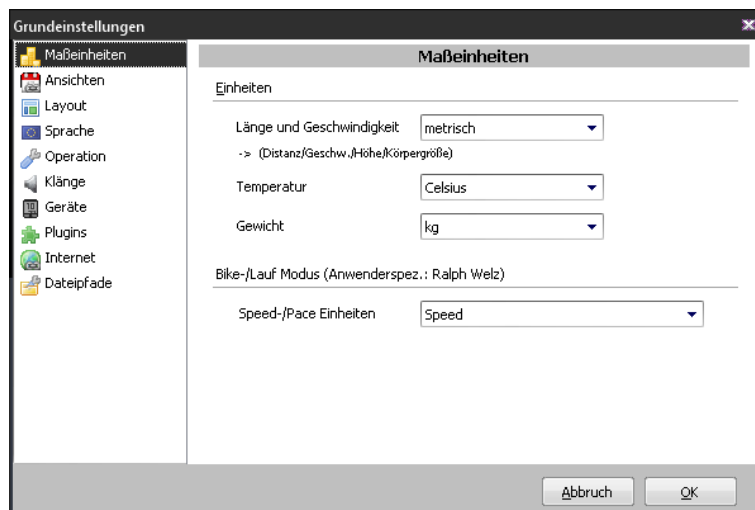 Grundeinstellungen
Maßeinheiten
Ansichten
Layout
Sprache
Operation
Klänge
Geräte
Plugins
Internet
Dateipfade
Maßeinheiten
Einheiten
Länge und Geschwindigkeit metrisch
-> (Distanz/Geschw./Höhe/Körpergröße)
Temperatur Celsius
Gewicht kg
Bike-/Lauf Modus (Anwenderspez.: Ralph Welz)
Speed-/Pace Einheiten Speed
Abbruch OK